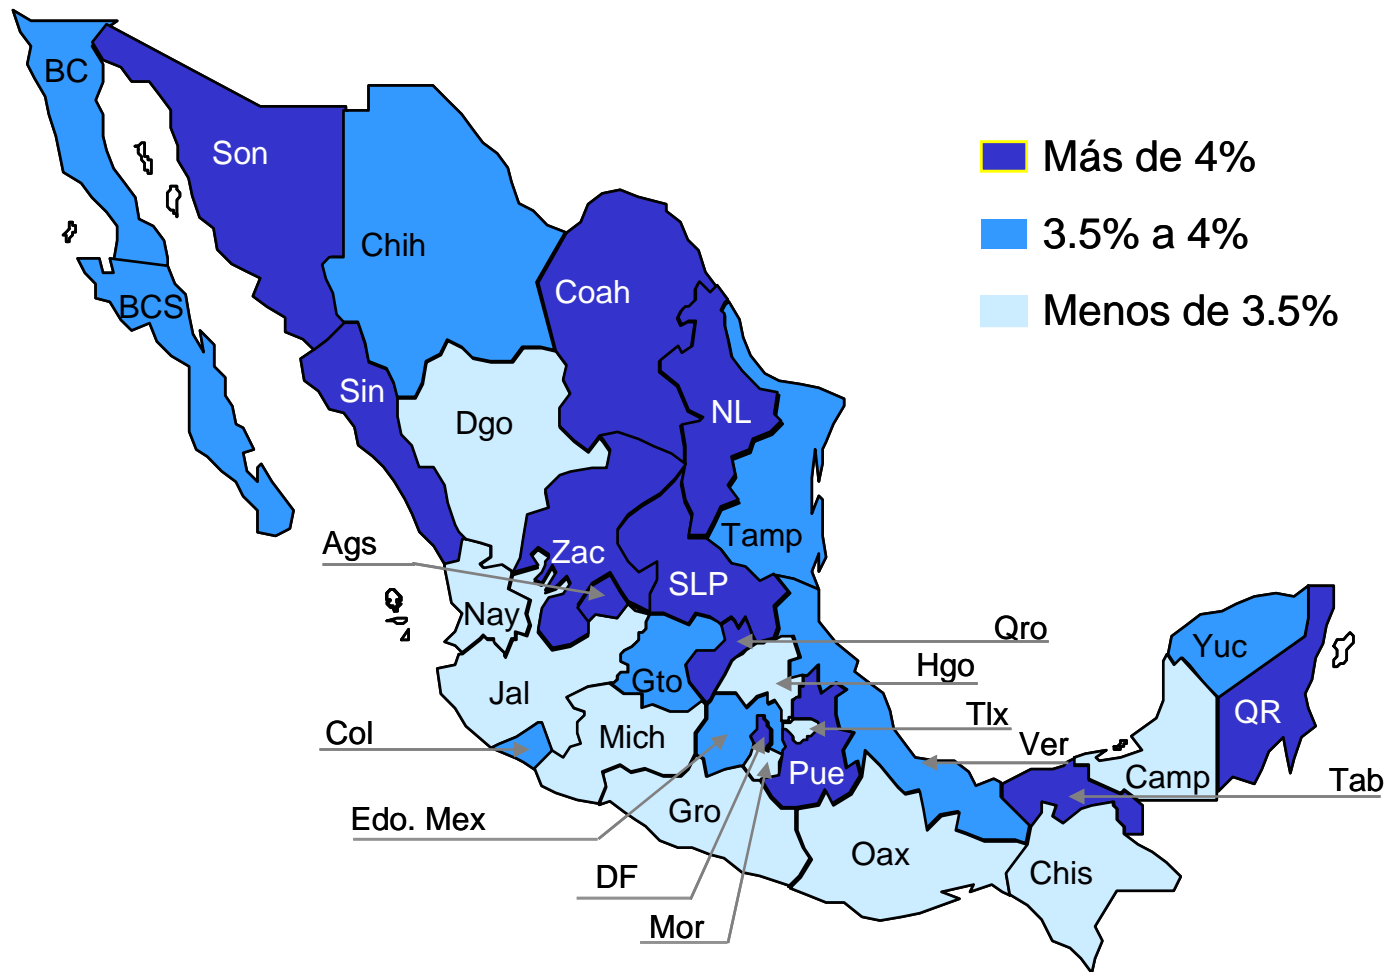 BC
Son
Más de 4%
Chih
3.5% a 4%
Coah
BCS
Menos de 3.5%
Sin
NL
Dgo
Tamp
Ags
Zac
SLP
Nay
Qro
Yuc
Hgo
Gto
Jal
QR
Tlx
Col
Mich
Ver
Pue
Camp
Tab
Edo. Mex
Gro
Oax
Chis
DF
Mor